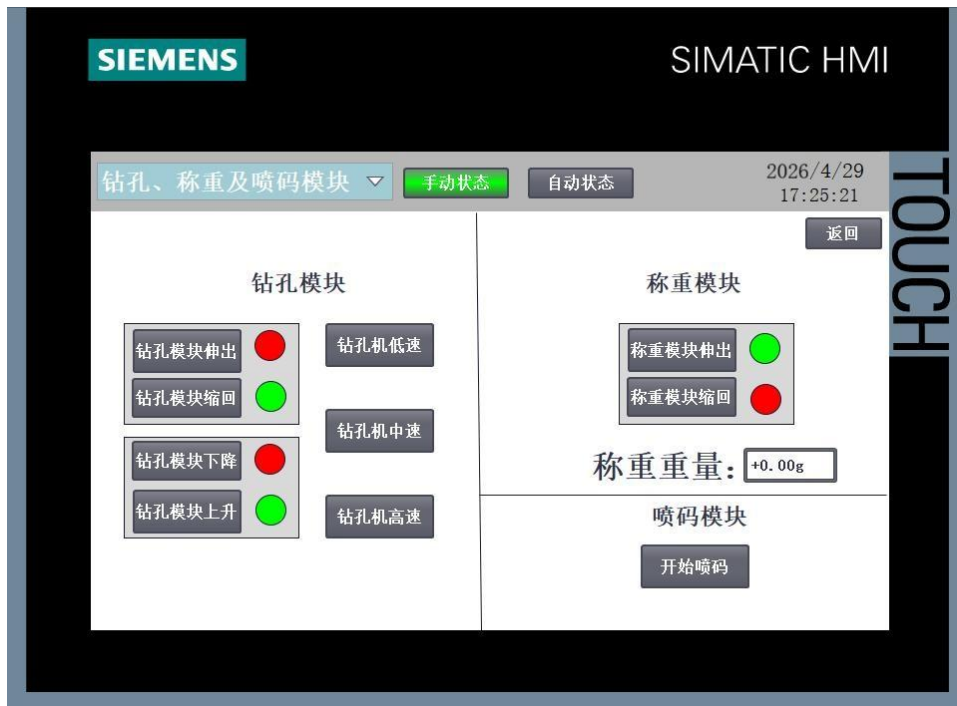 SIEMENS
SIMATIC HMI
TOUCH
钻孔、称重及喷码模块
手动状态
自动状态
2026/4/29
17:25:21
返回
钻孔模块
钻孔模块伸出
钻孔模块缩回
钻孔模块下降
钻孔模块上升
钻孔机低速
钻孔机中速
钻孔机高速
称重模块
称重模块伸出
称重模块缩回
称重重量:
+0.00g
喷码模块
开始喷码